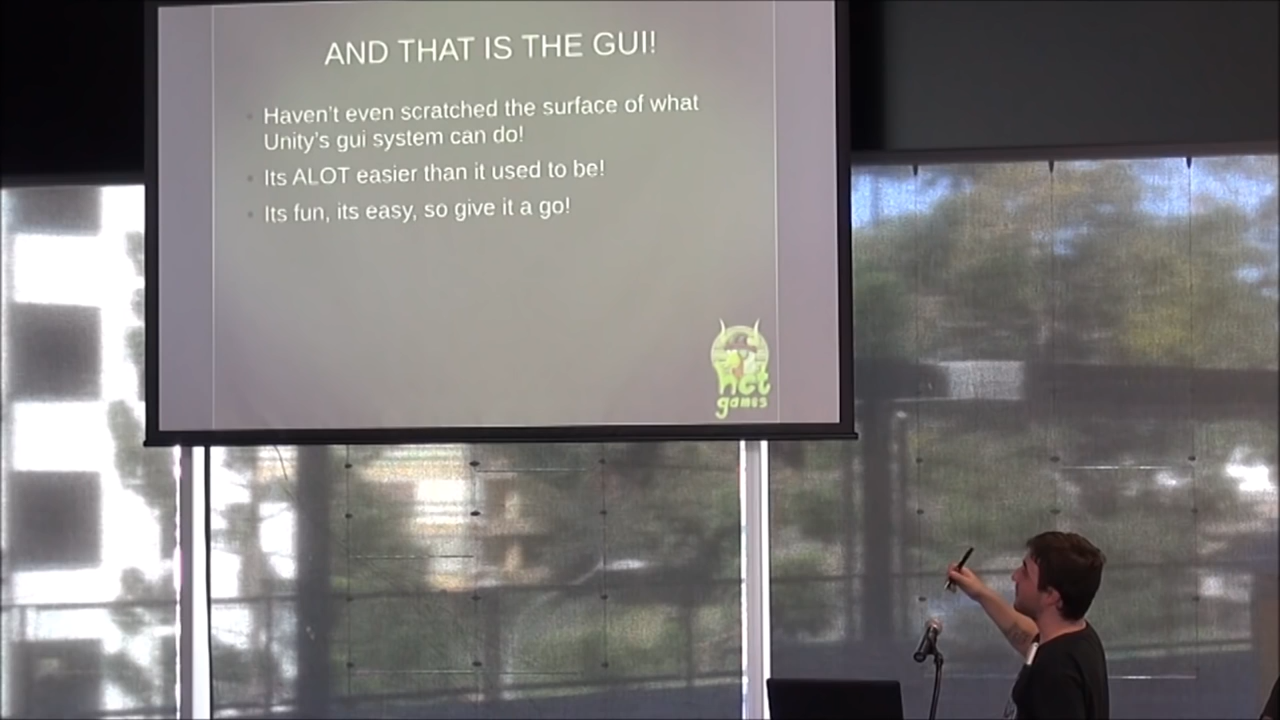 AND THAT IS THE GUI!
Haven't even scratched the surface of what
Unity's gui system can do!
Its ALOT easier than it used to be!
Its fun, its easy, so give it a go!
hct
games